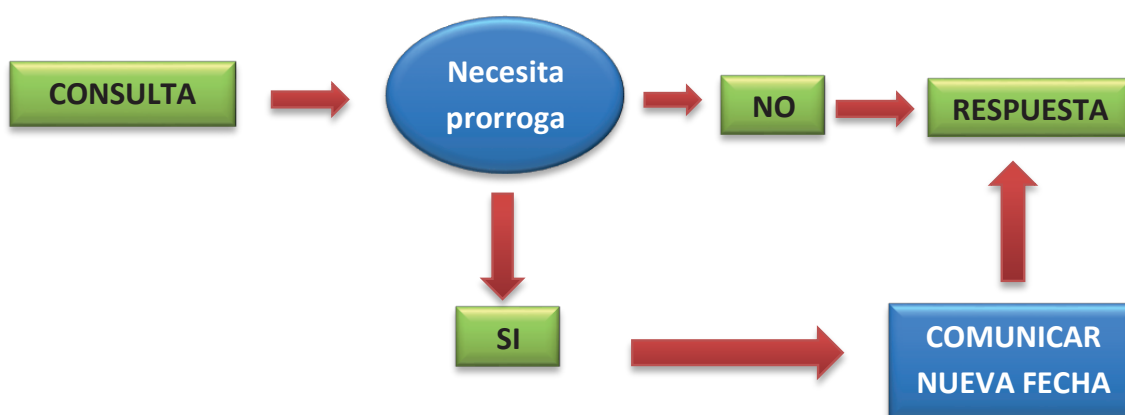 CONSULTA
Necesita
prorroga
NO
RESPUESTA
SI
COMUNICAR
NUEVA FECHA